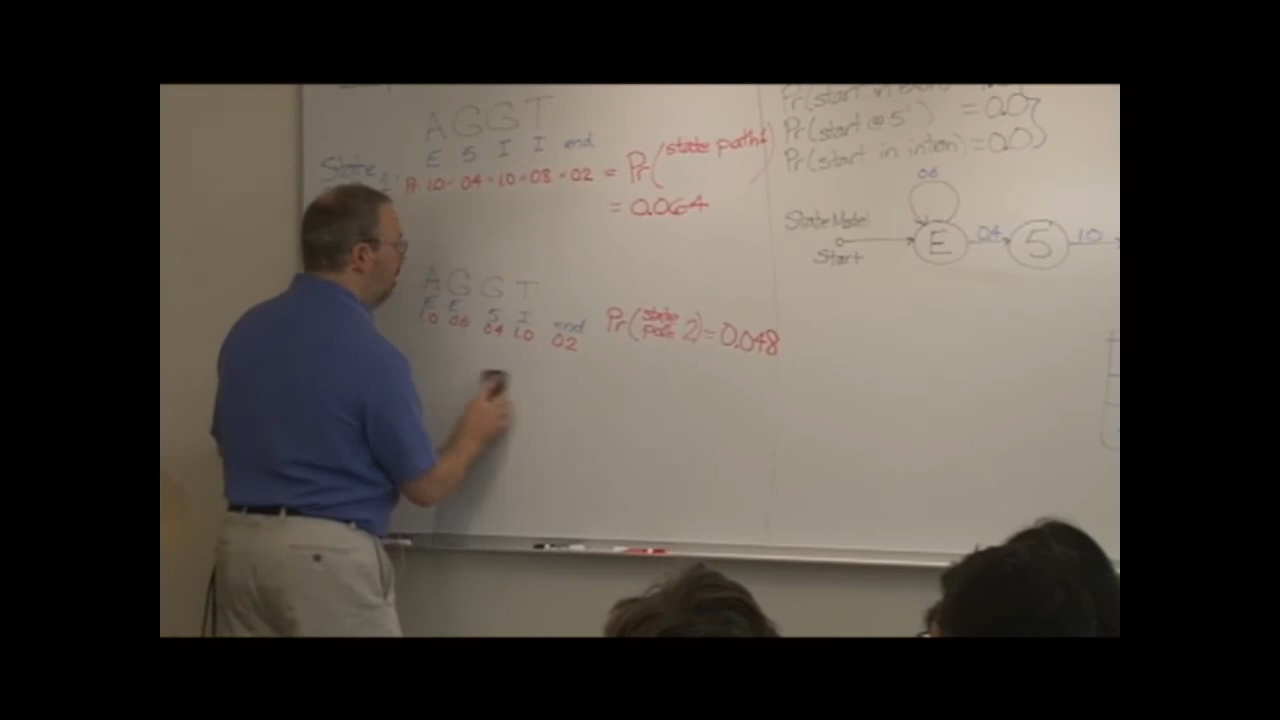 AGGT
E 5 I I end
State
Pr 1.0 · 0.4 · 1.0 · 0.8 · 0.2 = Pr(state path 1)
= 0.064
AGGT
E E 5 I end
1.0 0.6 0.4 1.0 0.2
Pr(state path 2) = 0.048
Pr(start @ 5') = 0.0
Pr(start in intron) = 0.0
0.6
State Model
Start
E 0.4 5 1.0